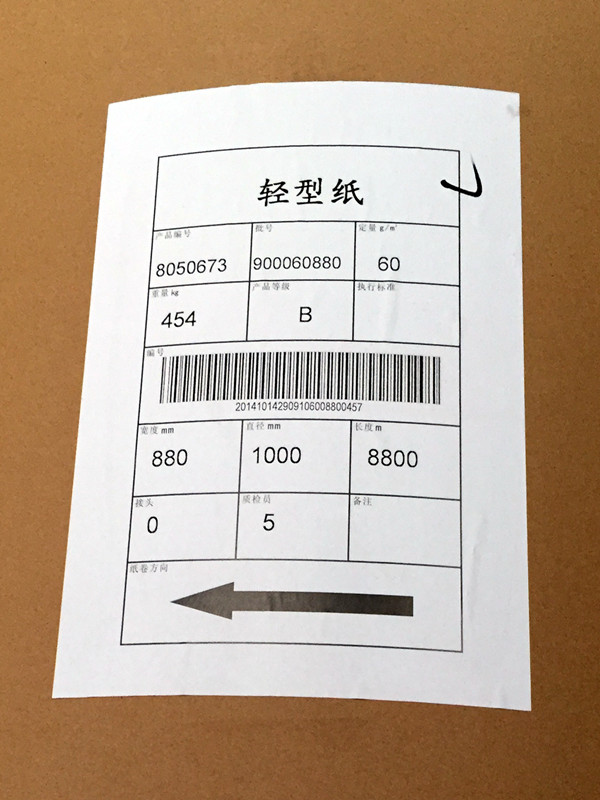 轻型纸
产品编号 批号 定量 g/m²
8050673 900060880 60
重量 kg 产品等级 执行标准
454 B
编号
201410142909106008800457
宽度 mm 直径 mm 长度 m
880 1000 8800
接头 质检员 备注
0 5
纸卷方向